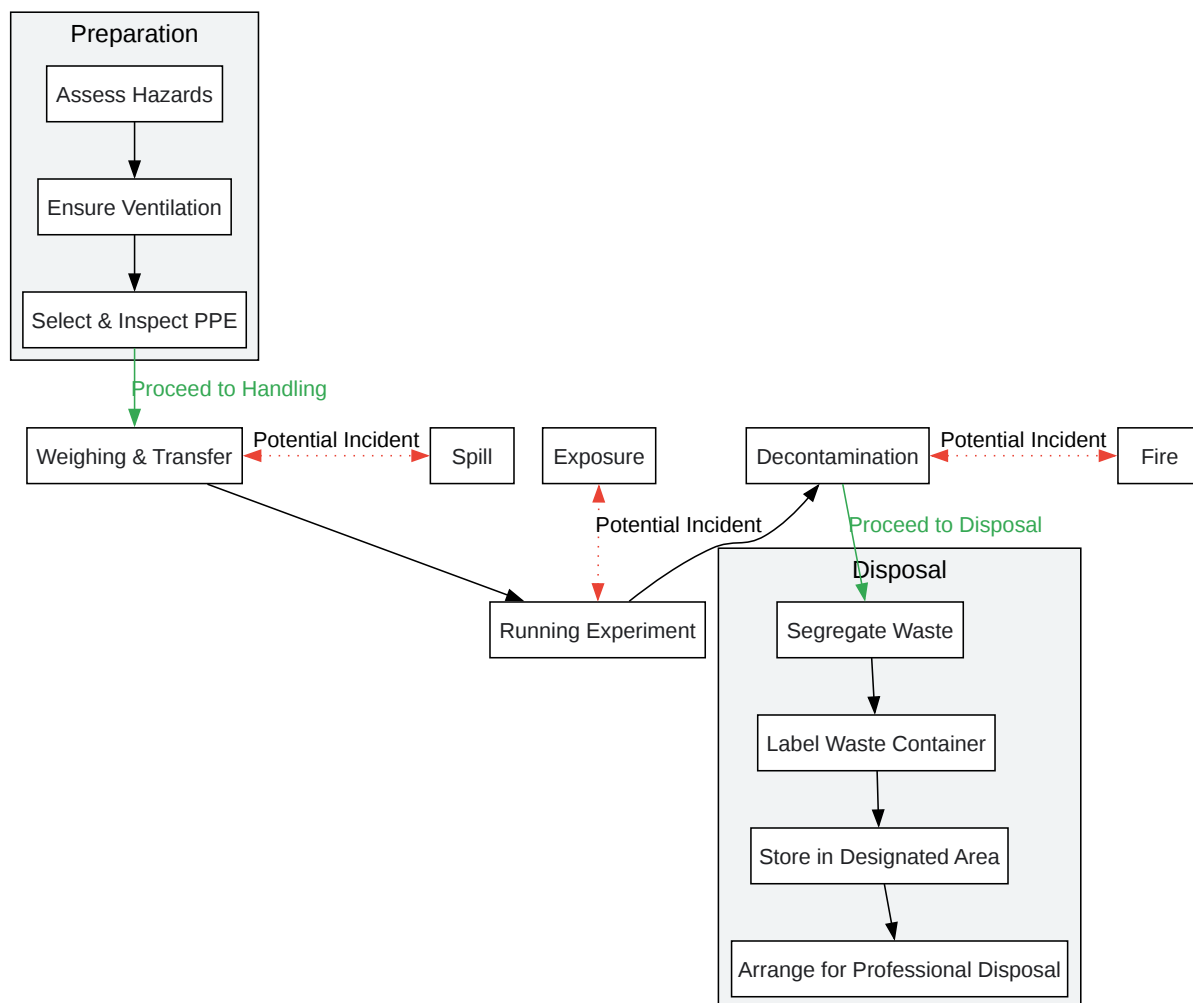 Preparation
Assess Hazards
Ensure Ventilation
Select & Inspect PPE
Proceed to Handling
Weighing & Transfer
Potential Incident
Spill
Exposure
Decontamination
Potential Incident
Fire
Potential Incident
Proceed to Disposal
Disposal
Running Experiment
Segregate Waste
Label Waste Container
Store in Designated Area
Arrange for Professional Disposal